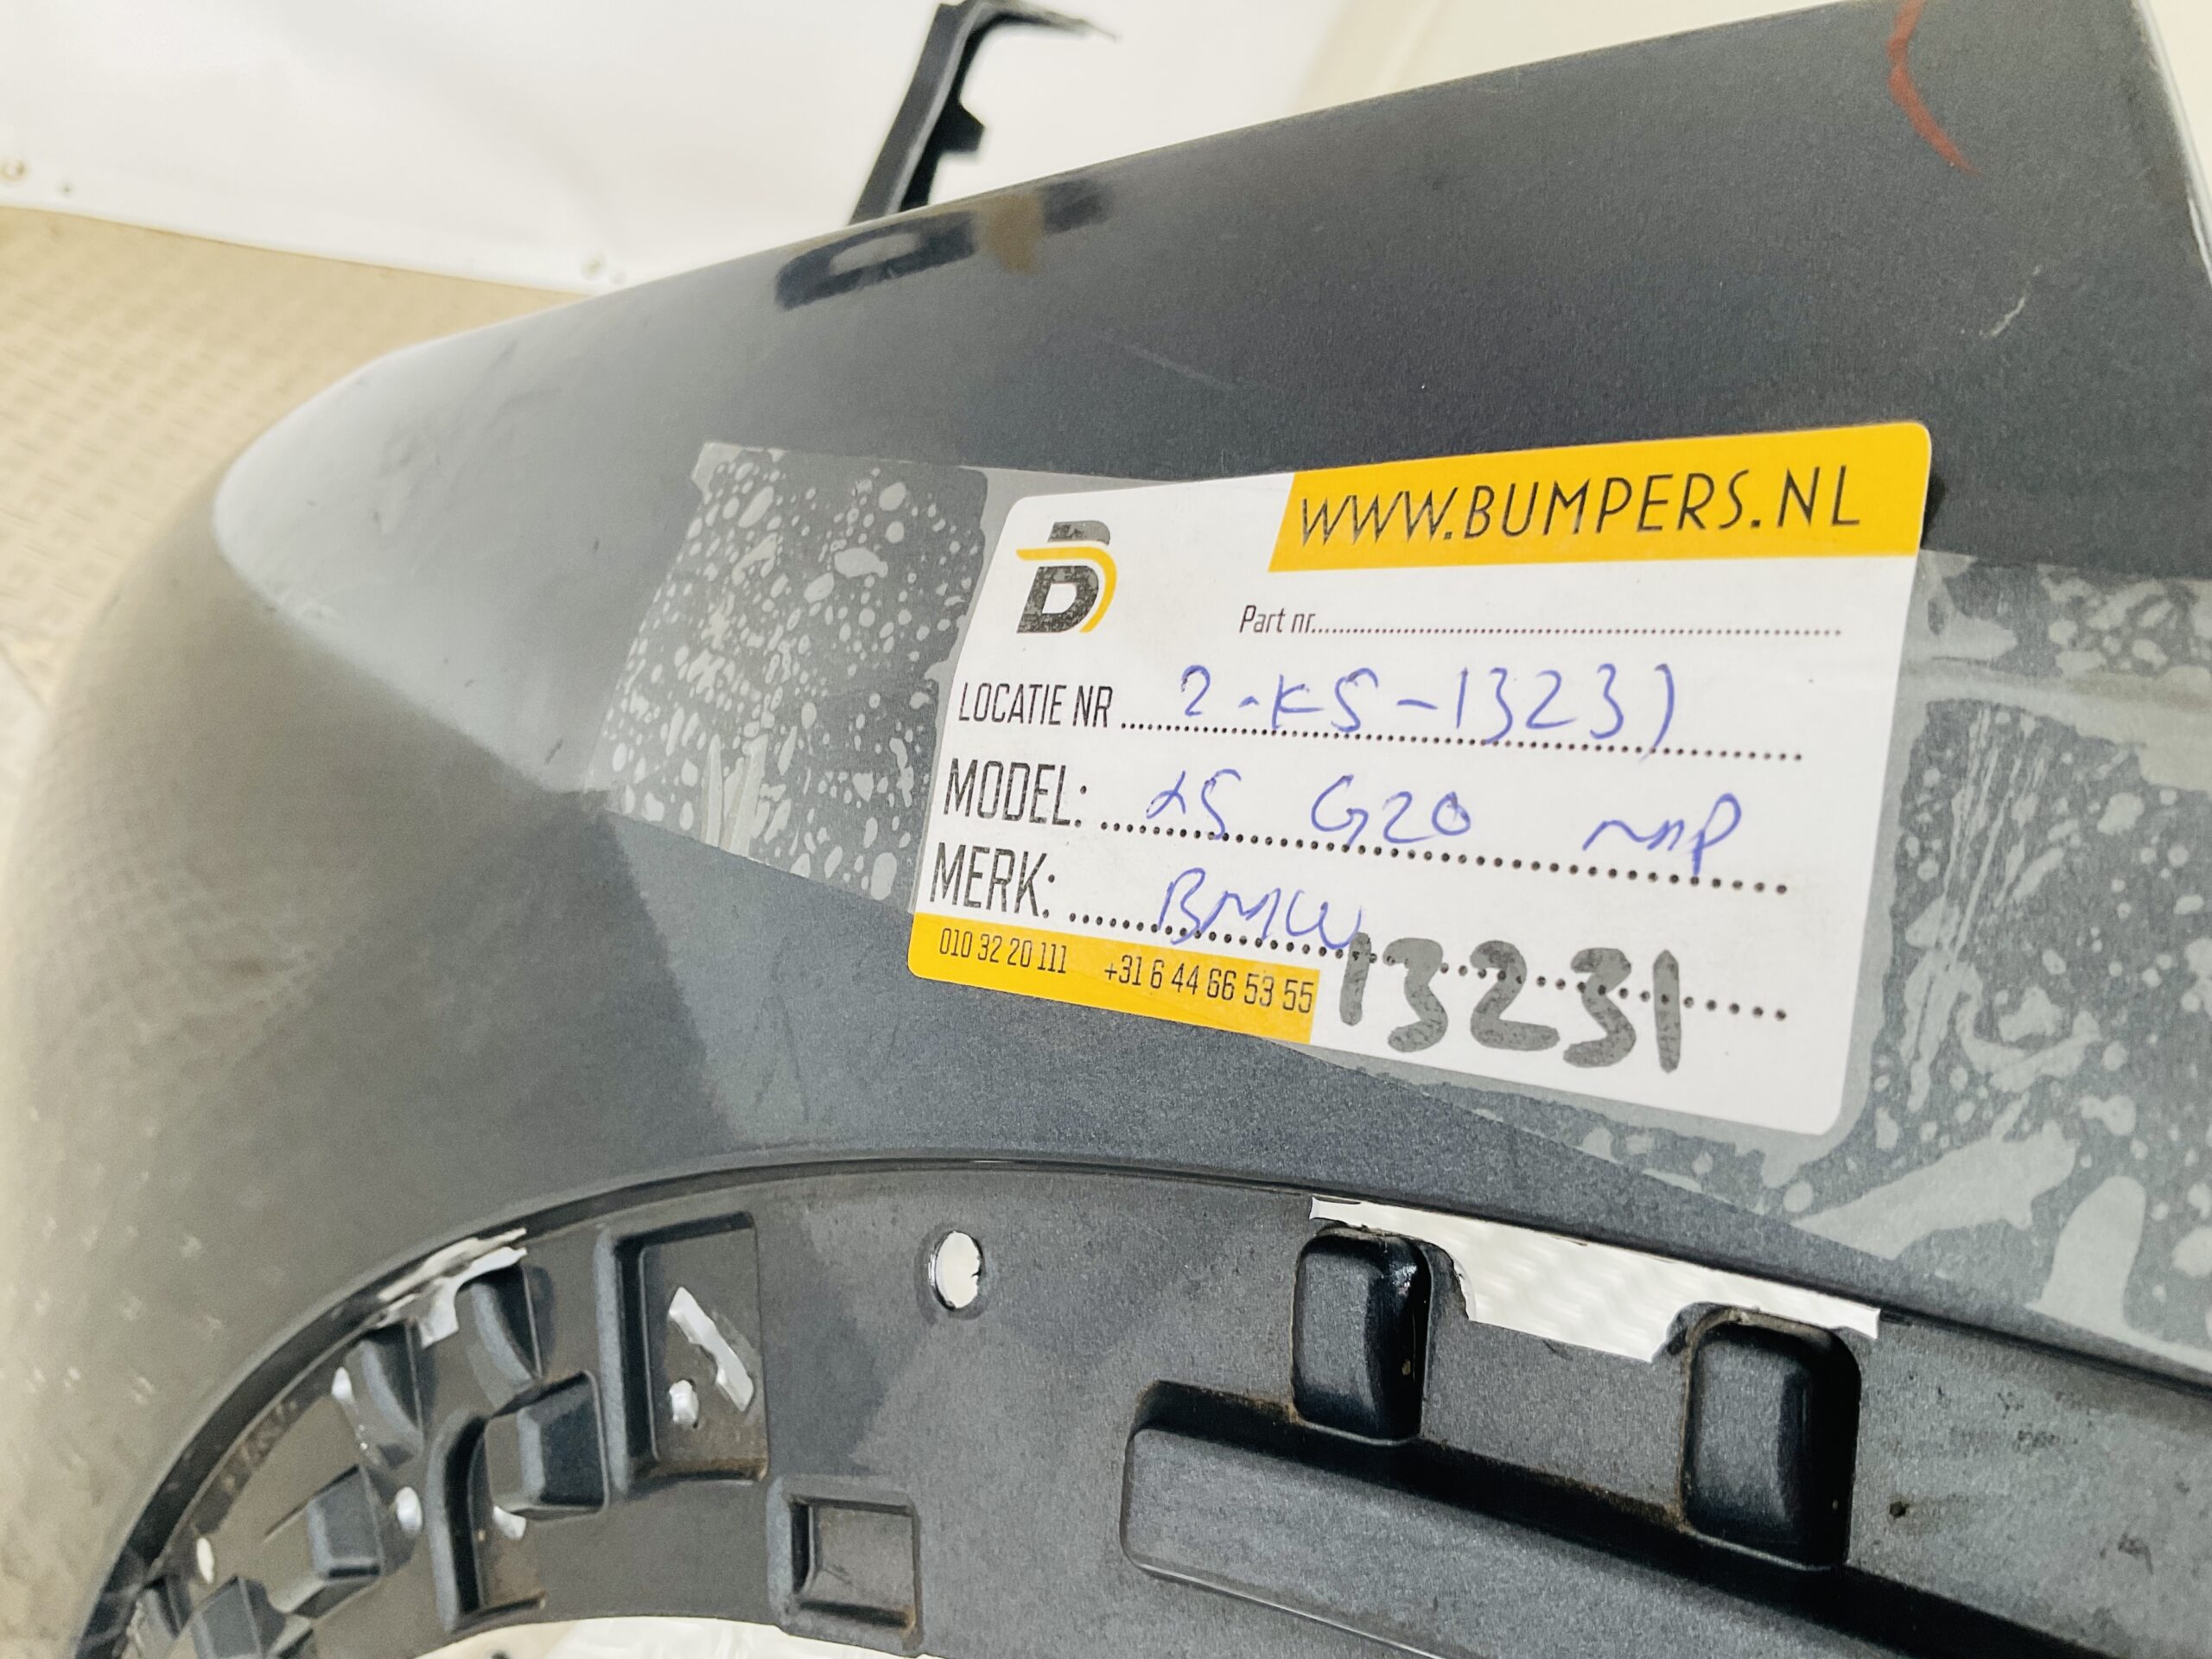 WWW.BUMPERS.NL
Part nr.
LOCATIE NR 2-KS-13231
MODEL: G20
MERK: BMW
010 32 20 111 +31 6 44 66 53 55
13231